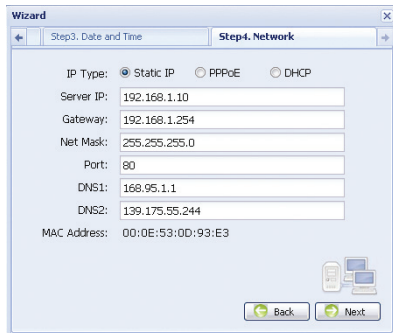 Wizard
Step3. Date and Time
Step4. Network
IP Type: Static IP PPPoE DHCP
Server IP: 192.168.1.10
Gateway: 192.168.1.254
Net Mask: 255.255.255.0
Port: 80
DNS1: 168.95.1.1
DNS2: 139.175.55.244
MAC Address: 00:0E:53:0D:93:E3
Back Next